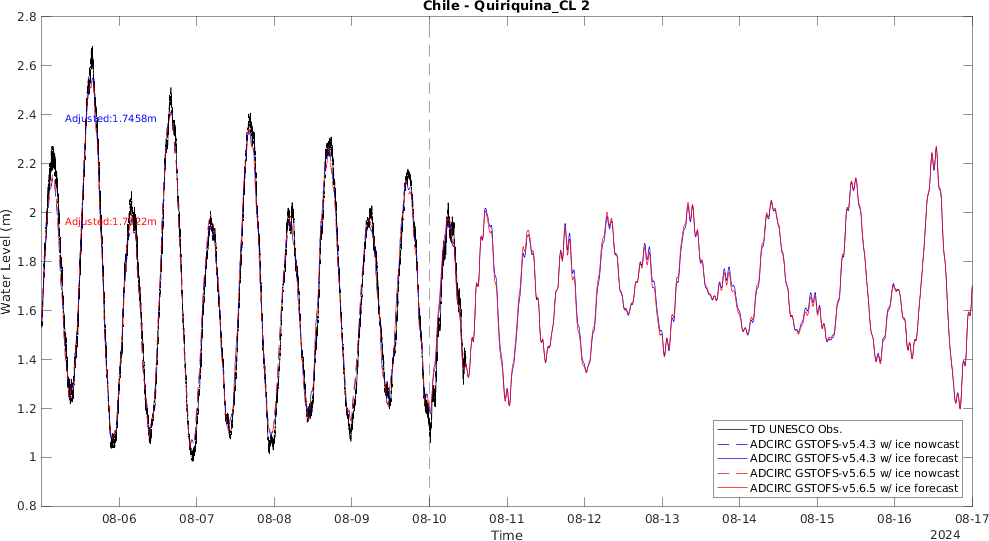 Chile - Quiriquina_CL 2
Water Level (m)
2.8
2.6
2.4
2.2
2
1.8
1.6
1.4
1.2
1
0.8
Adjusted:1.7458m
TD UNESCO Obs.
ADCIRC GSTOFS-v5.4.3 w/ ice nowcast
ADCIRC GSTOFS-v5.4.3 w/ ice forecast
ADCIRC GSTOFS-v5.6.5 w/ ice nowcast
ADCIRC GSTOFS-v5.6.5 w/ ice forecast
08-06 08-07 08-08 08-09 08-10 08-11 08-12 08-13 08-14 08-15 08-16 08-17
Time
2024